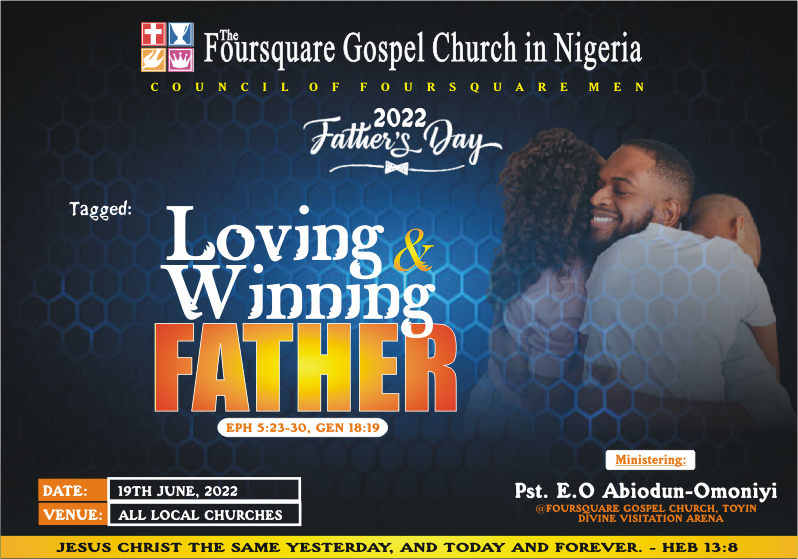 The
Foursquare Gospel Church in Nigeria
COUNCIL OF FOURSQUARE MEN
2022
Father's Day
Tagged:
Loving &
Winning
FATHER
EPH 5:23-30, GEN 18:19
Ministering:
Pst. E.O Abiodun-Omoniyi
@FOURSQUARE GOSPEL CHURCH, TOYIN
DIVINE VISITATION ARENA
DATE: 19TH JUNE, 2022
VENUE: ALL LOCAL CHURCHES
JESUS CHRIST THE SAME YESTERDAY, AND TODAY AND FOREVER. - HEB 13:8